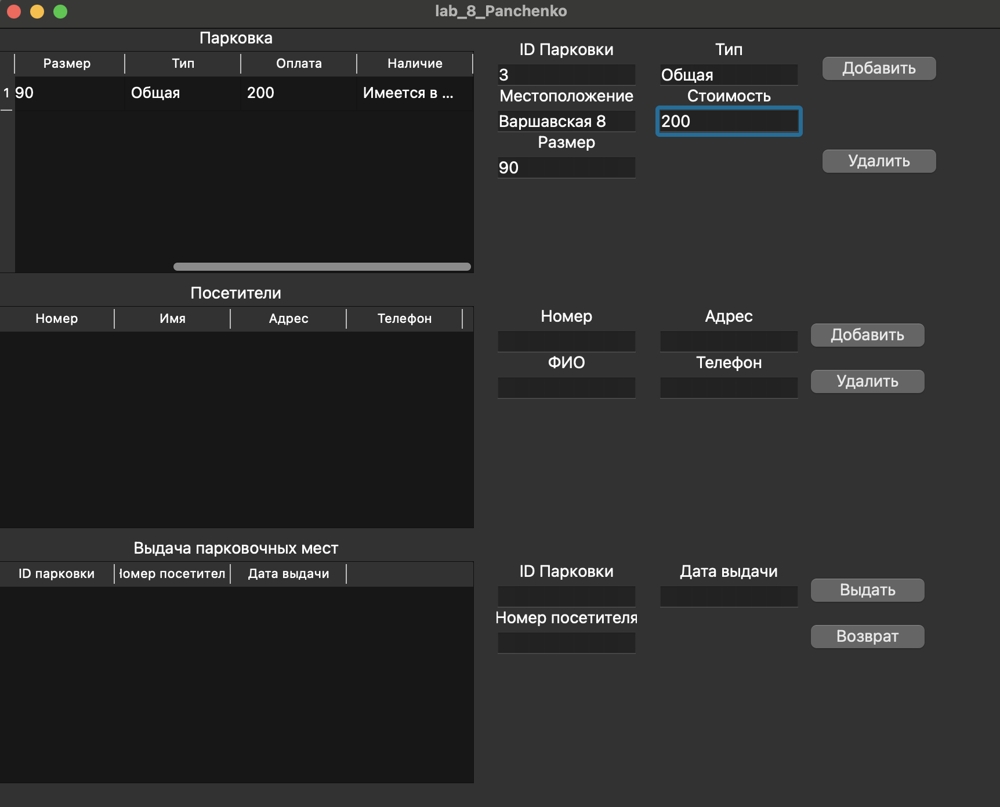 lab_8_Panchenko
Парковка
Размер Тип Оплата Наличие
1 90 Общая 200 Имеется в ...
ID Парковки Тип
3 Общая
Добавить
Местоположение Стоимость
Варшавская 8 200
Размер
90
Удалить
Посетители
Номер Имя Адрес Телефон
Номер Адрес
Добавить
ФИО Телефон
Удалить
Выдача парковочных мест
ID парковки Номер посетител Дата выдачи
ID Парковки Дата выдачи
Выдать
Номер посетителя
Возврат